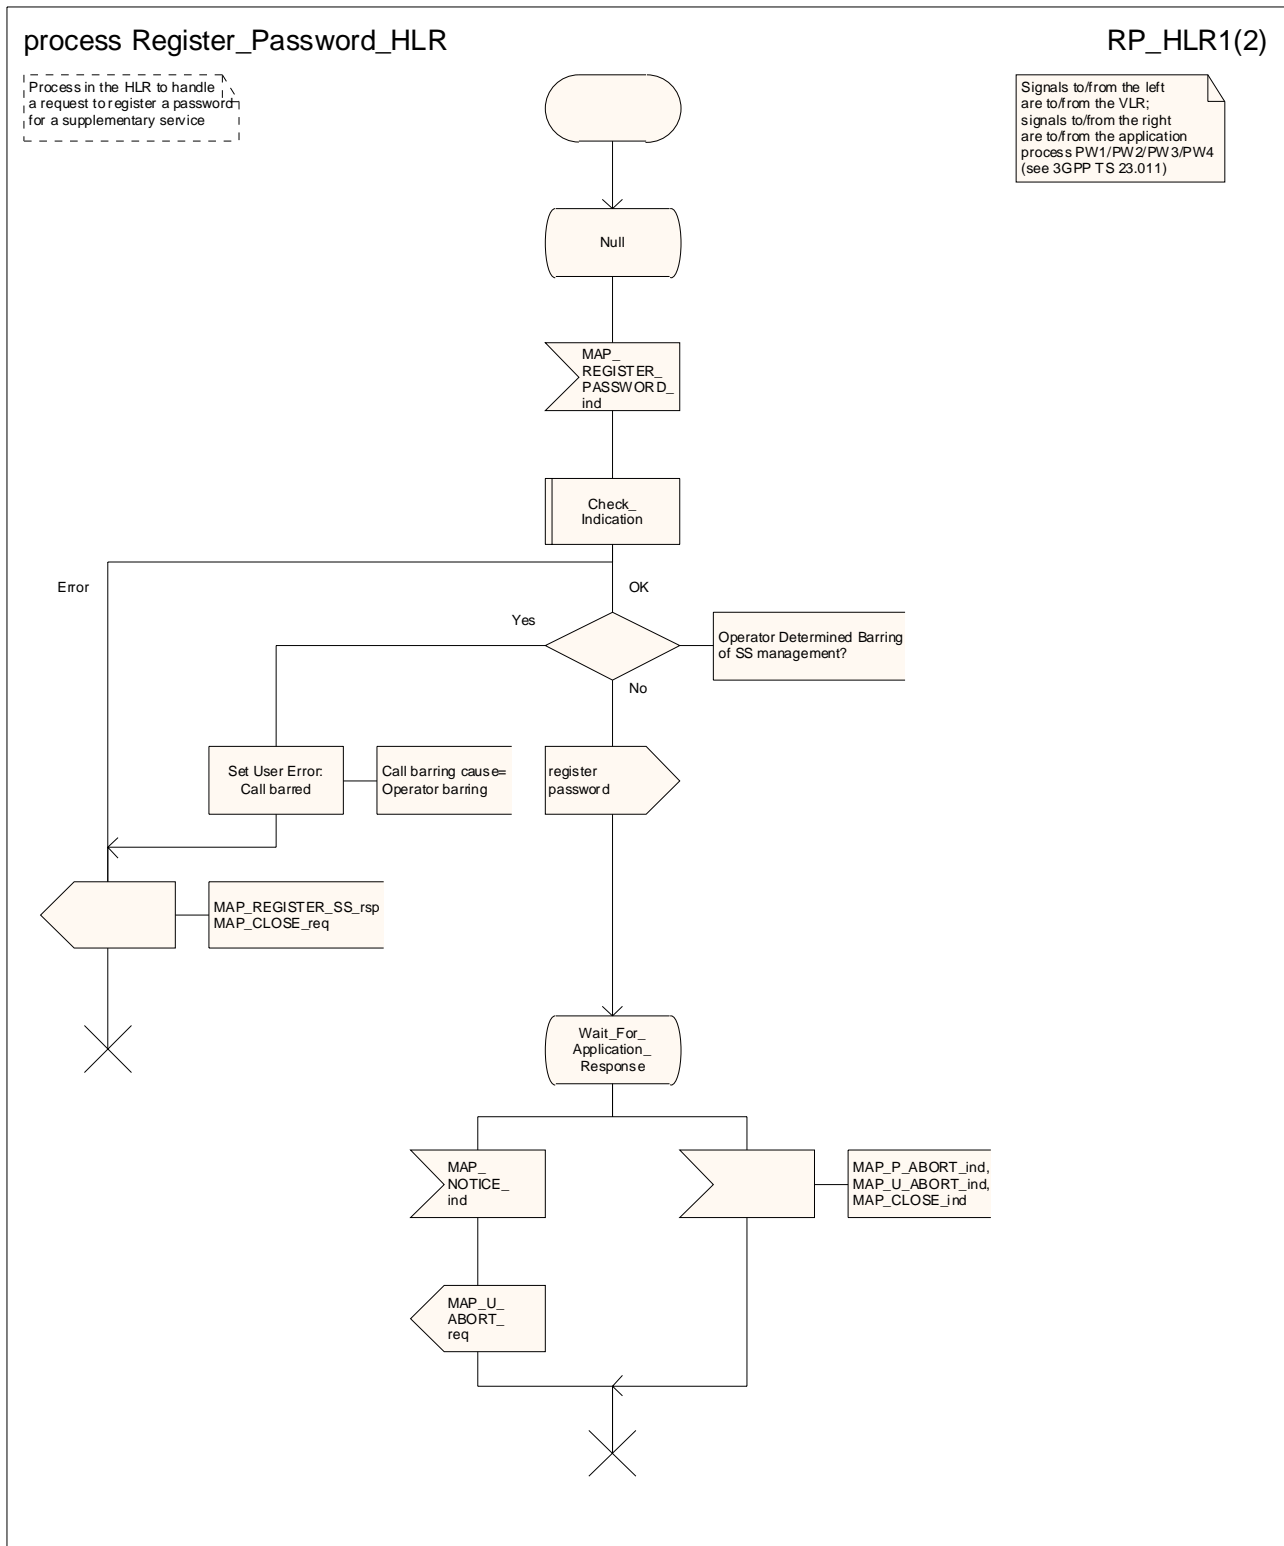 process Register_Password_HLR
RP_HLR1(2)
Process in the HLR to handle
a request to register a password
for a supplementary service
Signals to/from the left
are to/from the VLR;
signals to/from the right
are to/from the application
process PW1/PW2/PW3/PW4
(see 3GPP TS 23.011)
Null
MAP_
REGISTER_
PASSWORD_
ind
Check_
Indication
Error
OK
Yes
Operator Determined Barring
of SS management?
No
Set User Error:
Call barred
Call barring cause=
Operator barring
register
password
MAP_REGISTER_SS_rsp
MAP_CLOSE_req
Wait_For_
Application_
Response
MAP_
NOTICE_
ind
MAP_P_ABORT_ind,
MAP_U_ABORT_ind,
MAP_CLOSE_ind
MAP_U_
ABORT_
req